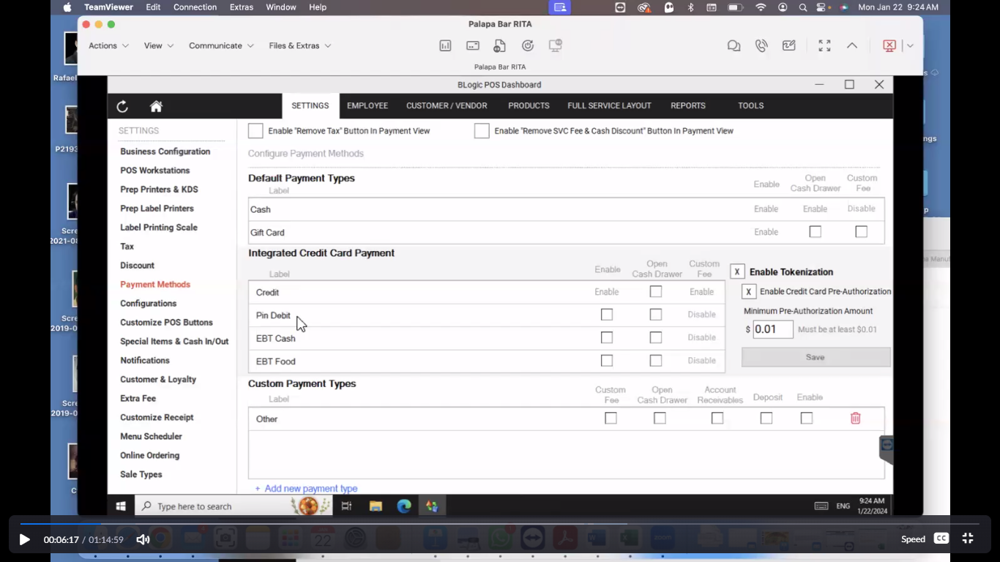 TeamViewer Edit Connection Extras Window Help Mon Jan 22 9:24 AM
Palapa Bar RITA
Actions View Communicate Files & Extras
Palapa Bar RITA
Rafael
P2193
Scre
2021-08
Scre
2019-08
Scre
2019-0
C
BLogic POS Dashboard
SETTINGS EMPLOYEE CUSTOMER / VENDOR PRODUCTS FULL SERVICE LAYOUT REPORTS TOOLS
SETTINGS
Business Configuration
POS Workstations
Prep Printers & KDS
Prep Label Printers
Label Printing Scale
Tax
Discount
Payment Methods
Configurations
Customize POS Buttons
Special Items & Cash In/Out
Notifications
Customer & Loyalty
Extra Fee
Customize Receipt
Menu Scheduler
Online Ordering
Sale Types
Enable "Remove Tax" Button In Payment View Enable "Remove SVC Fee & Cash Discount" Button In Payment View
Configure Payment Methods
Default Payment Types
Label Enable Open Cash Drawer Custom Fee
Cash Enable Enable Disable
Gift Card Enable
Integrated Credit Card Payment
Label Enable Open Cash Drawer Custom Fee
Credit Enable Enable
Pin Debit Disable
EBT Cash Disable
EBT Food Disable
X Enable Tokenization
X Enable Credit Card Pre-Authorization
Minimum Pre-Authorization Amount
$ 0.01 Must be at least $0.01
Save
Custom Payment Types
Label Custom Fee Open Cash Drawer Account Receivables Deposit Enable
Other
+ Add new payment type
Type here to search ENG 9:24 AM
1/22/2024
00:06:17 / 01:14:59 Speed CC